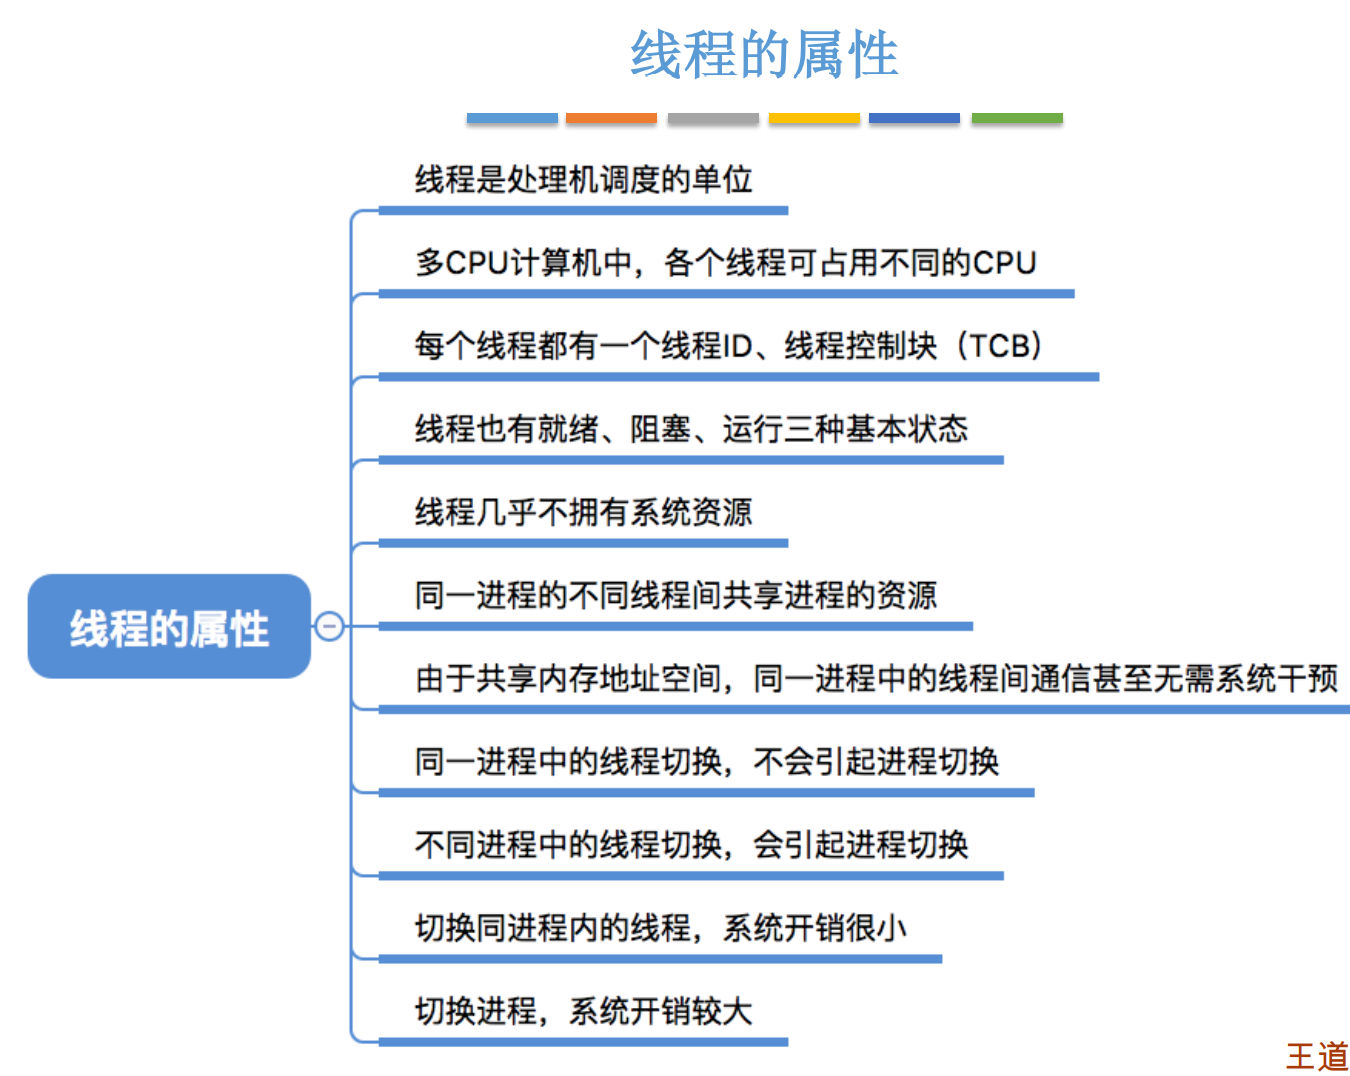 线程的属性
线程是处理机调度的单位
多CPU计算机中，各个线程可占用不同的CPU
每个线程都有一个线程ID、线程控制块（TCB）
线程也有就绪、阻塞、运行三种基本状态
线程几乎不拥有系统资源
同一进程的不同线程间共享进程的资源
线程的属性
由于共享内存地址空间，同一进程中的线程间通信甚至无需系统干预
同一进程中的线程切换，不会引起进程切换
不同进程中的线程切换，会引起进程切换
切换同进程内的线程，系统开销很小
切换进程，系统开销较大
王道